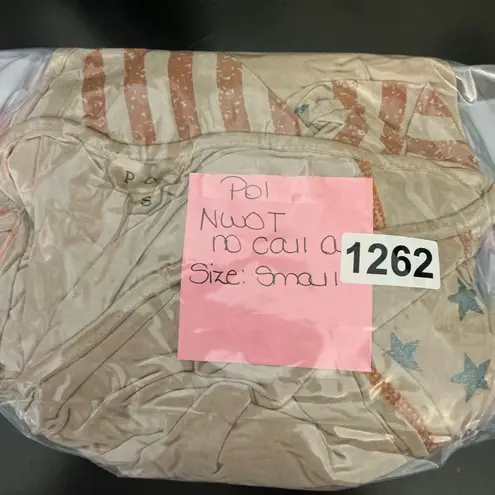 P O
S
POl
NWOT
no call a
Size: Small
1262